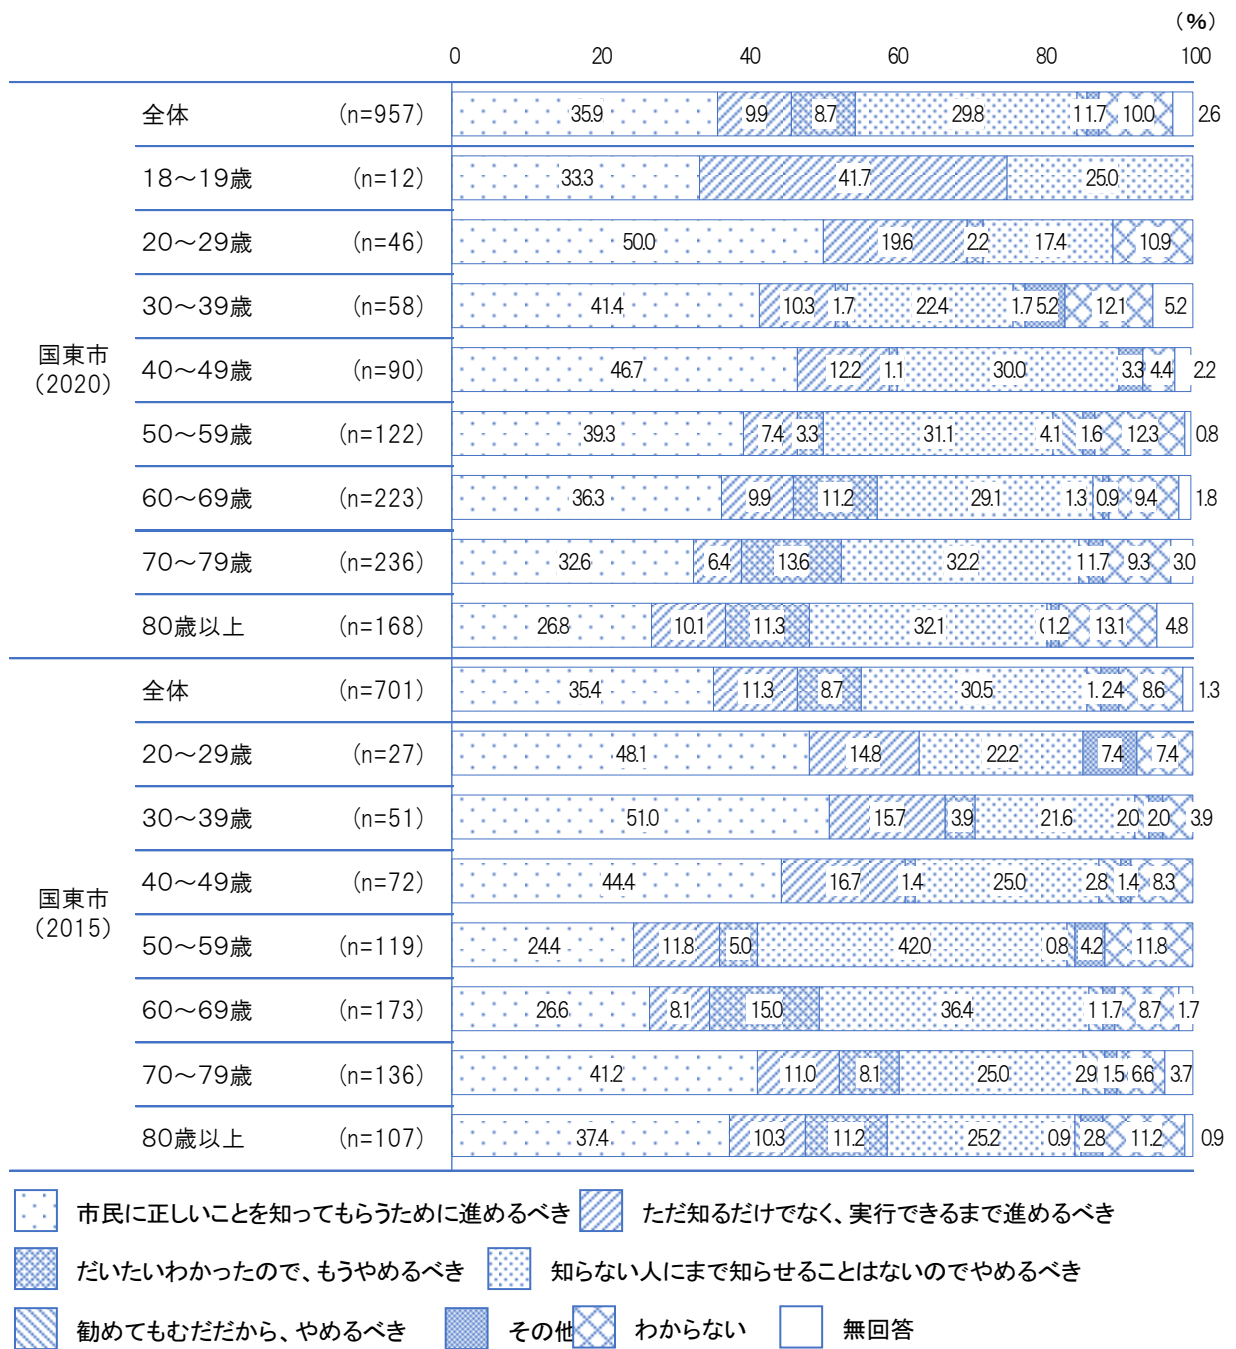 （%）
0 20 40 60 80 100
全体 (n=957) 35.9 9.9 8.7 29.8 1.7 10.0 2.6
18～19歳 (n=12) 33.3 41.7 25.0
20～29歳 (n=46) 50.0 19.6 2.2 17.4 10.9
30～39歳 (n=58) 41.4 10.3 1.7 22.4 1.7 5.2 12.1 5.2
国東市
（2020）
40～49歳 (n=90) 46.7 12.2 1.1 30.0 3.3 4.4 2.2
50～59歳 (n=122) 39.3 7.4 3.3 31.1 4.1 1.6 12.3 0.8
60～69歳 (n=223) 36.3 9.9 11.2 29.1 1.3 0.9 9.4 1.8
70～79歳 (n=236) 32.6 6.4 13.6 32.2 1.7 9.3 3.0
80歳以上 (n=168) 26.8 10.1 11.3 32.1 1.2 13.1 4.8
全体 (n=701) 35.4 11.3 8.7 30.5 1. 2.4 8.6 1.3
20～29歳 (n=27) 48.1 14.8 22.2 7.4 7.4
30～39歳 (n=51) 51.0 15.7 3.9 21.6 2.0 2.0 3.9
40～49歳 (n=72) 44.4 16.7 1.4 25.0 2.8 1.4 8.3
国東市
（2015）
50～59歳 (n=119) 24.4 11.8 5.0 42.0 0.8 4.2 11.8
60～69歳 (n=173) 26.6 8.1 15.0 36.4 1.7 8.7 1.7
70～79歳 (n=136) 41.2 11.0 8.1 25.0 2.9 1.5 6.6 3.7
80歳以上 (n=107) 37.4 10.3 11.2 25.2 0.9 2.8 11.2 0.9
市民に正しいことを知ってもらうために進めるべき ただ知るだけでなく、実行できるまで進めるべき
だいたいわかったので、もうやめるべき 知らない人にまで知らせることはないのでやめるべき
勧めてもむだだから、やめるべき その他 わからない 無回答